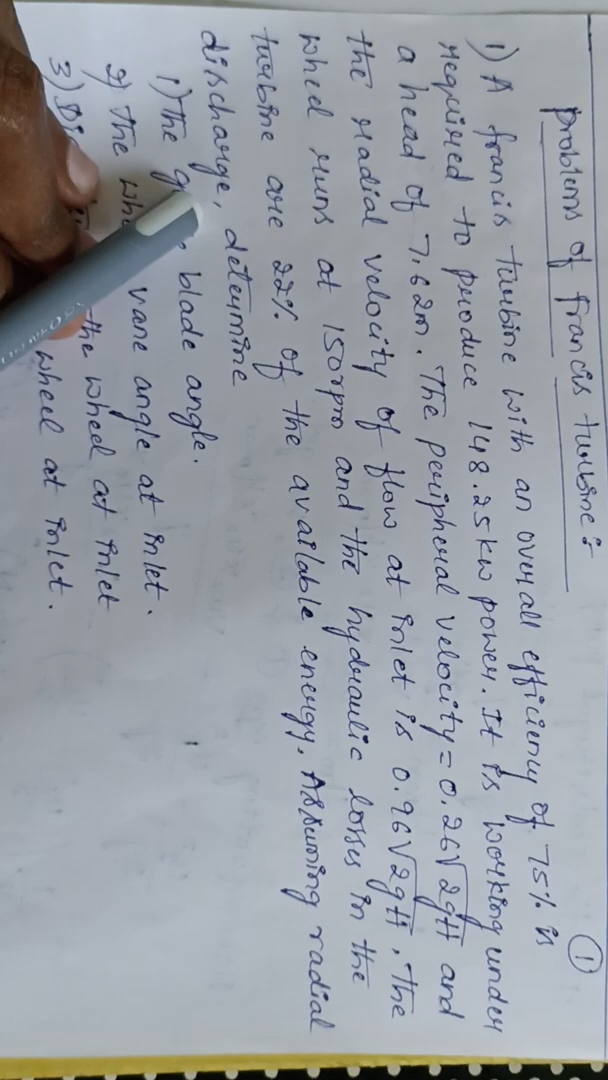 ①
Problems of francis turbine :
1) A francis turbine with an overall efficiency of 75% is
required to produce 148.25kw power. It is working under
a head of 7.62m. The peripheral velocity = 0.26√2gH and
the radial velocity of flow at inlet is 0.96√2gH. The
wheel runs at 150rpm and the hydraulic losses in the
turbine are 22% of the available energy. Assuming radial
discharge, determine
1) The blade angle.
2) The vane angle at inlet.
3) the wheel at inlet
wheel at inlet.